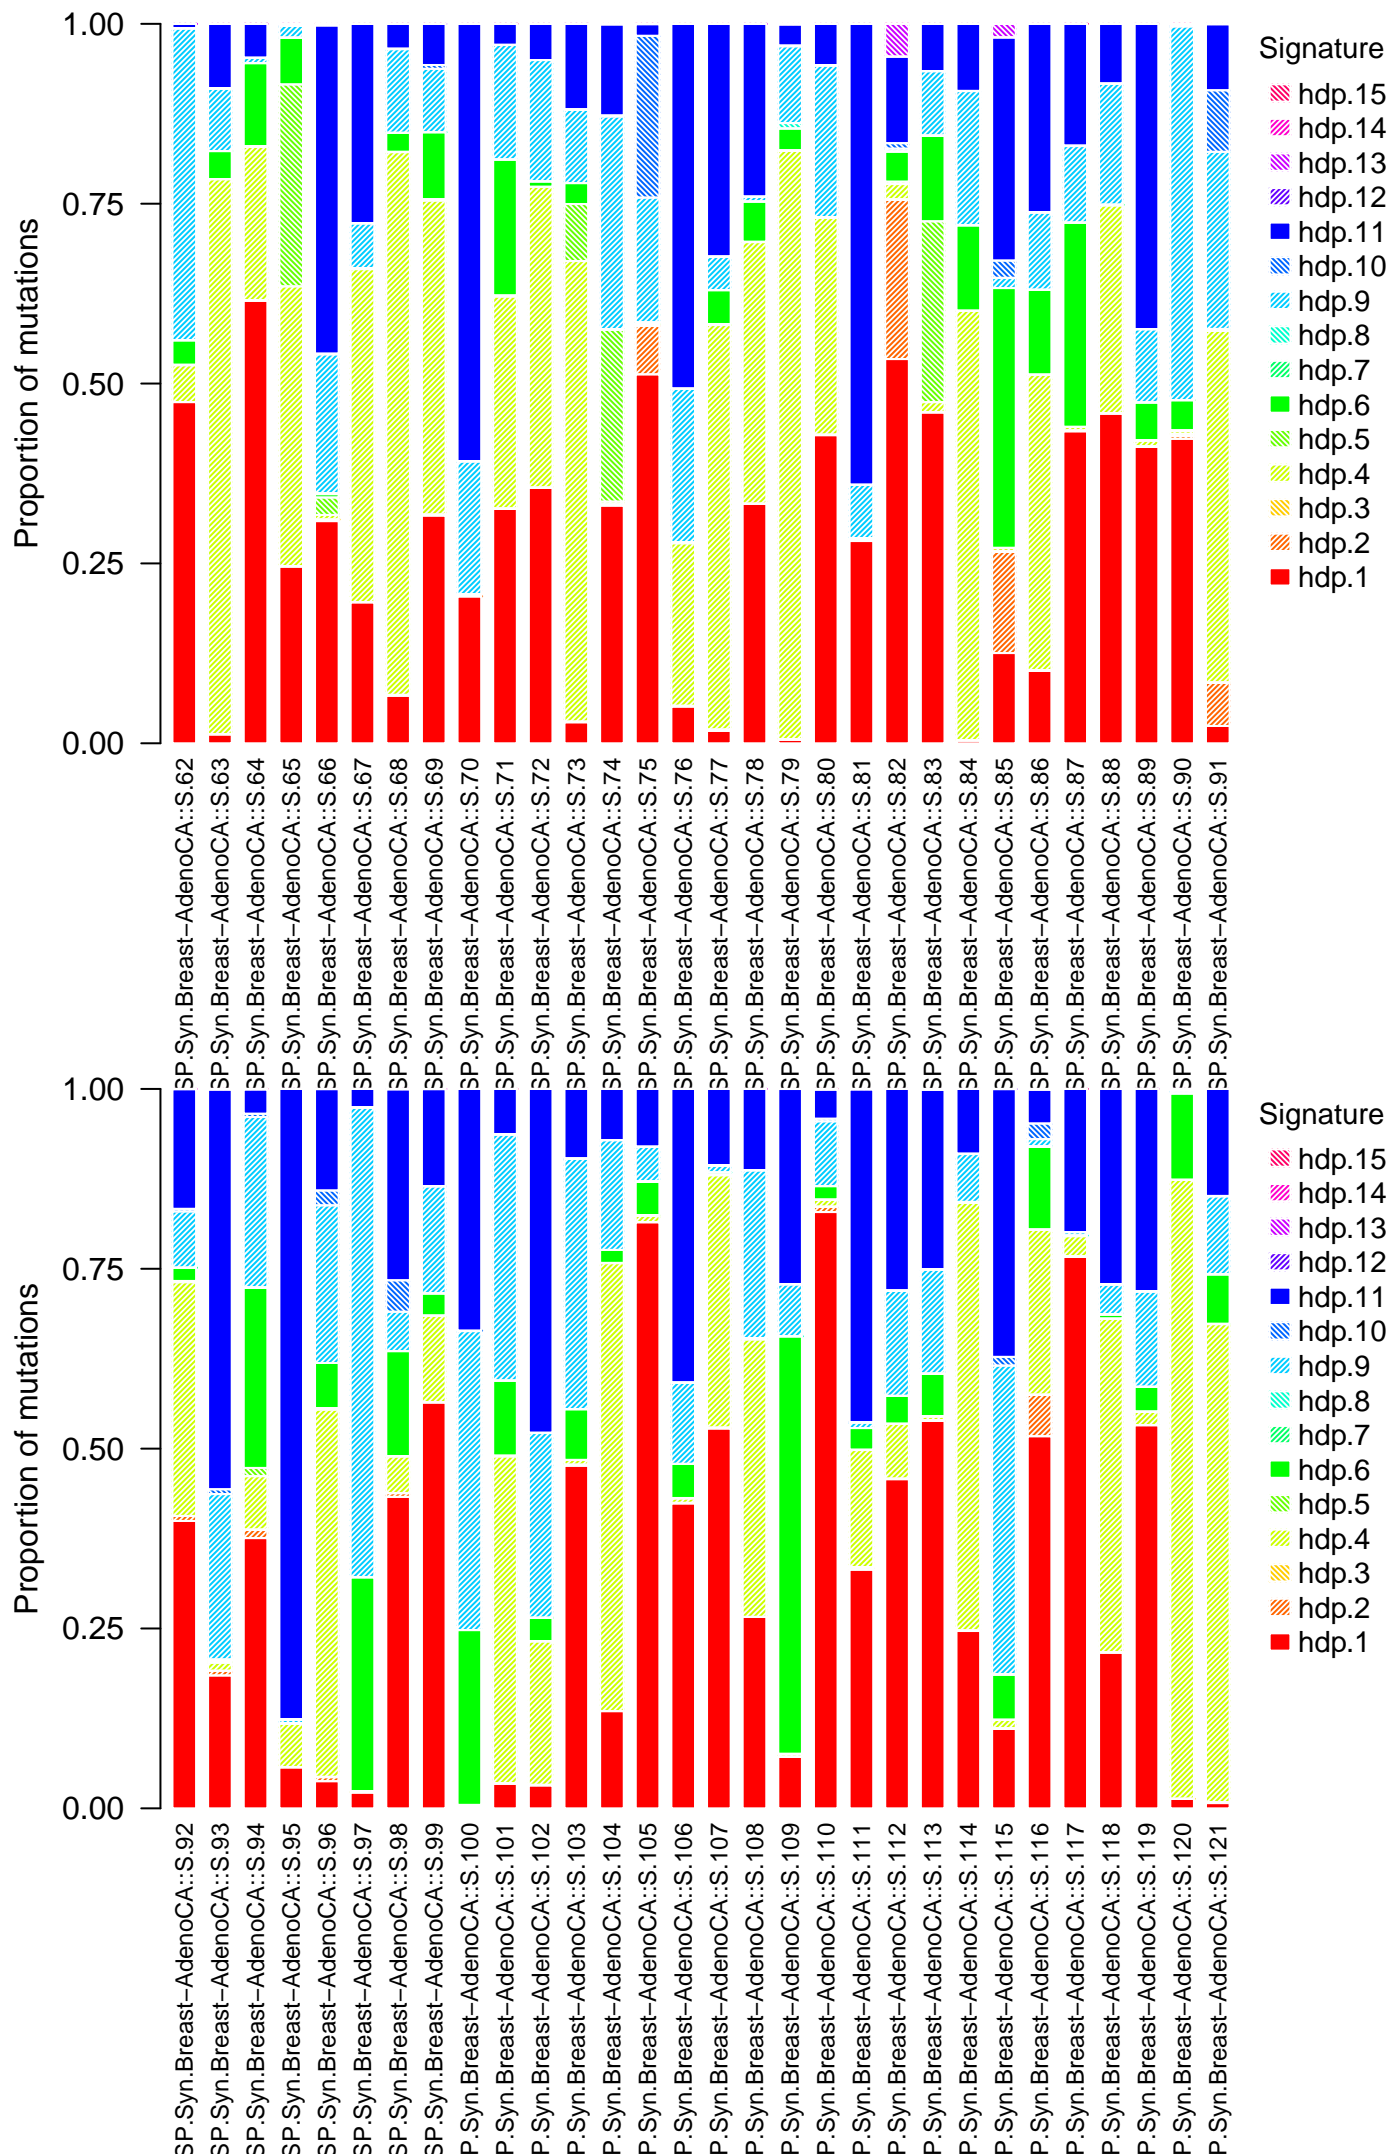 Proportion of mutations
1.00
0.75
0.50
0.25
0.00
SP.Syn.Breast−AdenoCA::S.62
SP.Syn.Breast−AdenoCA::S.63
SP.Syn.Breast−AdenoCA::S.64
SP.Syn.Breast−AdenoCA::S.65
SP.Syn.Breast−AdenoCA::S.66
SP.Syn.Breast−AdenoCA::S.67
SP.Syn.Breast−AdenoCA::S.68
SP.Syn.Breast−AdenoCA::S.69
SP.Syn.Breast−AdenoCA::S.70
SP.Syn.Breast−AdenoCA::S.71
SP.Syn.Breast−AdenoCA::S.72
SP.Syn.Breast−AdenoCA::S.73
SP.Syn.Breast−AdenoCA::S.74
SP.Syn.Breast−AdenoCA::S.75
SP.Syn.Breast−AdenoCA::S.76
SP.Syn.Breast−AdenoCA::S.77
SP.Syn.Breast−AdenoCA::S.78
SP.Syn.Breast−AdenoCA::S.79
SP.Syn.Breast−AdenoCA::S.80
SP.Syn.Breast−AdenoCA::S.81
SP.Syn.Breast−AdenoCA::S.82
SP.Syn.Breast−AdenoCA::S.83
SP.Syn.Breast−AdenoCA::S.84
SP.Syn.Breast−AdenoCA::S.85
SP.Syn.Breast−AdenoCA::S.86
SP.Syn.Breast−AdenoCA::S.87
SP.Syn.Breast−AdenoCA::S.88
SP.Syn.Breast−AdenoCA::S.89
SP.Syn.Breast−AdenoCA::S.90
SP.Syn.Breast−AdenoCA::S.91
Signature
hdp.15
hdp.14
hdp.13
hdp.12
hdp.11
hdp.10
hdp.9
hdp.8
hdp.7
hdp.6
hdp.5
hdp.4
hdp.3
hdp.2
hdp.1
Proportion of mutations
1.00
0.75
0.50
0.25
0.00
SP.Syn.Breast−AdenoCA::S.92
SP.Syn.Breast−AdenoCA::S.93
SP.Syn.Breast−AdenoCA::S.94
SP.Syn.Breast−AdenoCA::S.95
SP.Syn.Breast−AdenoCA::S.96
SP.Syn.Breast−AdenoCA::S.97
SP.Syn.Breast−AdenoCA::S.98
SP.Syn.Breast−AdenoCA::S.99
P.Syn.Breast−AdenoCA::S.100
P.Syn.Breast−AdenoCA::S.101
P.Syn.Breast−AdenoCA::S.102
P.Syn.Breast−AdenoCA::S.103
P.Syn.Breast−AdenoCA::S.104
P.Syn.Breast−AdenoCA::S.105
P.Syn.Breast−AdenoCA::S.106
P.Syn.Breast−AdenoCA::S.107
P.Syn.Breast−AdenoCA::S.108
P.Syn.Breast−AdenoCA::S.109
P.Syn.Breast−AdenoCA::S.110
P.Syn.Breast−AdenoCA::S.111
P.Syn.Breast−AdenoCA::S.112
P.Syn.Breast−AdenoCA::S.113
P.Syn.Breast−AdenoCA::S.114
P.Syn.Breast−AdenoCA::S.115
P.Syn.Breast−AdenoCA::S.116
P.Syn.Breast−AdenoCA::S.117
P.Syn.Breast−AdenoCA::S.118
P.Syn.Breast−AdenoCA::S.119
P.Syn.Breast−AdenoCA::S.120
P.Syn.Breast−AdenoCA::S.121
Signature
hdp.15
hdp.14
hdp.13
hdp.12
hdp.11
hdp.10
hdp.9
hdp.8
hdp.7
hdp.6
hdp.5
hdp.4
hdp.3
hdp.2
hdp.1